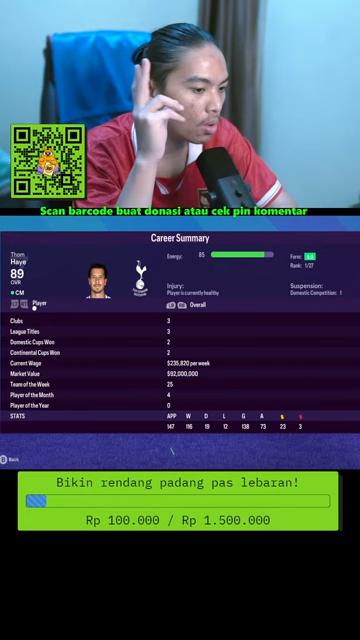 Scan barcode buat donasi atau cek pin komentar
Career Summary
Thom
Haye
89
OVR
CM
Player
Energy: 85
Form:
Rank: 1/27
Injury:
Player is currently healthy
Suspension:
Domestic Competition: 1
Overall
Clubs 3
League Titles 3
Domestic Cups Won 2
Continental Cups Won 2
Current Wage $235,820 per week
Market Value $92,000,000
Team of the Week 25
Player of the Month 4
Player of the Year 0
STATS APP W D L G A
147 116 19 12 138 73 23 3
Back
Bikin rendang padang pas lebaran!
Rp 100.000 / Rp 1.500.000